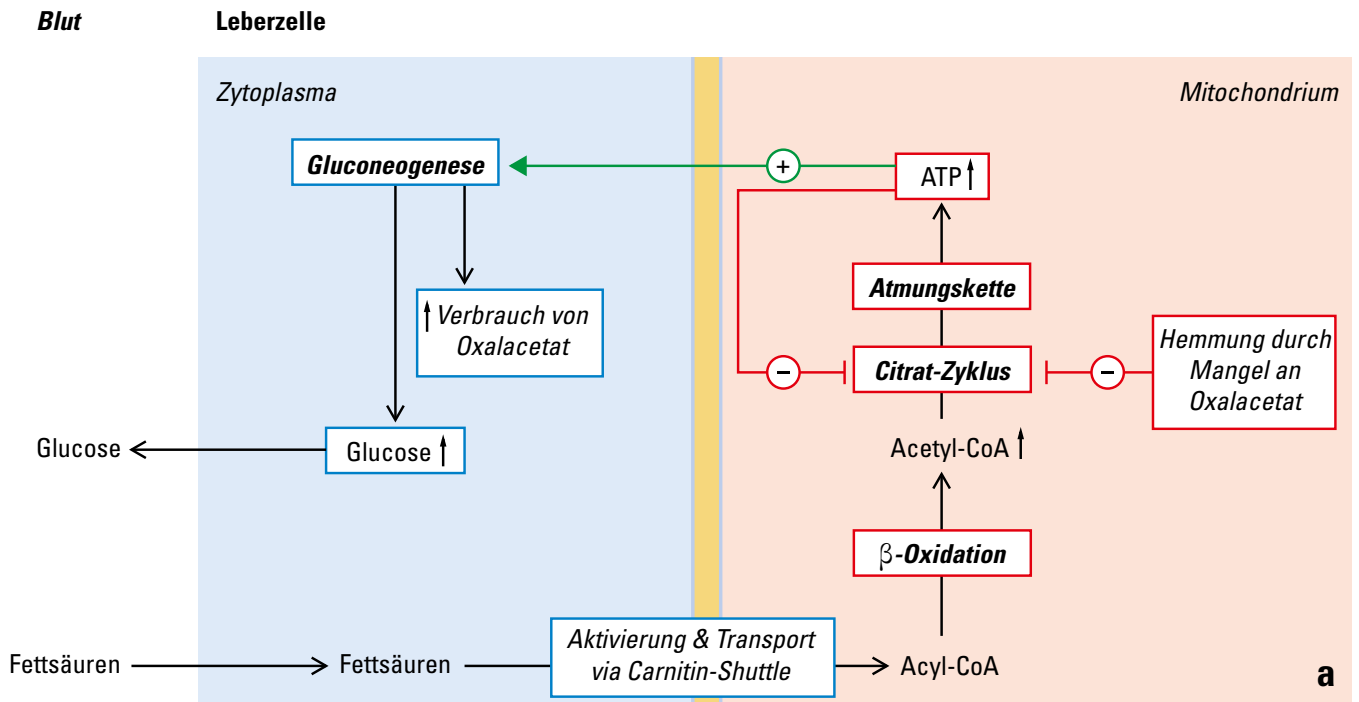 Blut
Leberzelle
Zytoplasma
Mitochondrium
Gluconeogenese
+
ATP
Atmungskette
Verbrauch von
Oxalacetat
−
Citrat-Zyklus
−
Hemmung durch
Mangel an
Oxalacetat
Glucose
Glucose
Acetyl-CoA
β-Oxidation
Fettsäuren
Fettsäuren
Aktivierung & Transport
via Carnitin-Shuttle
Acyl-CoA
a